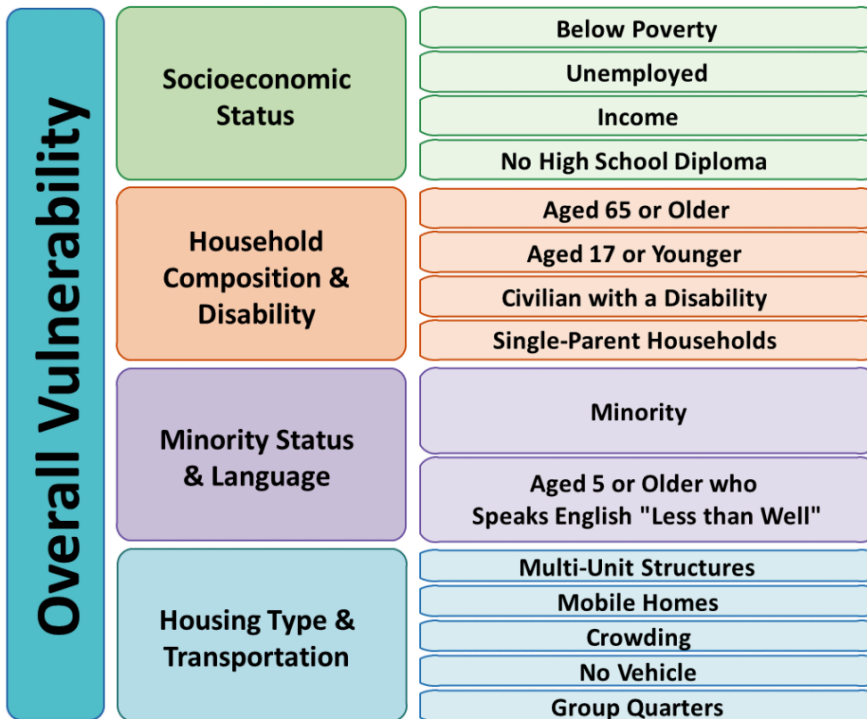 Overall Vulnerability
Socioeconomic
Status
Below Poverty
Unemployed
Income
No High School Diploma
Household
Composition &
Disability
Aged 65 or Older
Aged 17 or Younger
Civilian with a Disability
Single-Parent Households
Minority Status
& Language
Minority
Aged 5 or Older who
Speaks English "Less than Well"
Housing Type &
Transportation
Multi-Unit Structures
Mobile Homes
Crowding
No Vehicle
Group Quarters